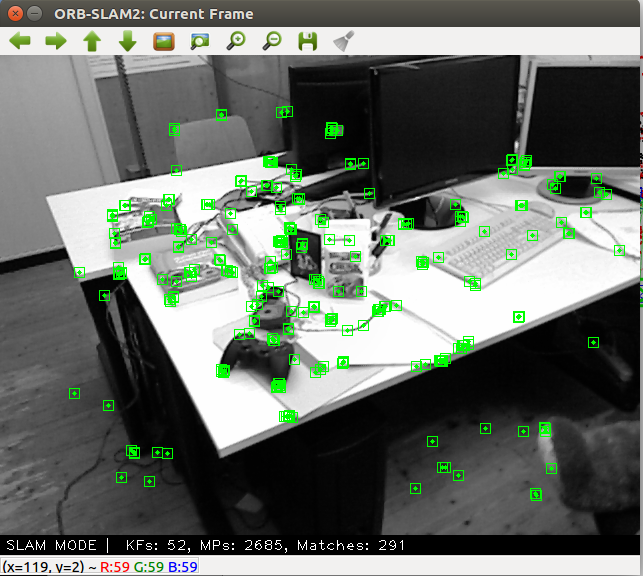 ORB-SLAM2: Current Frame
SLAM MODE | KFs: 52, MPs: 2685, Matches: 291
(x=119, y=2) ~ R:59 G:59 B:59